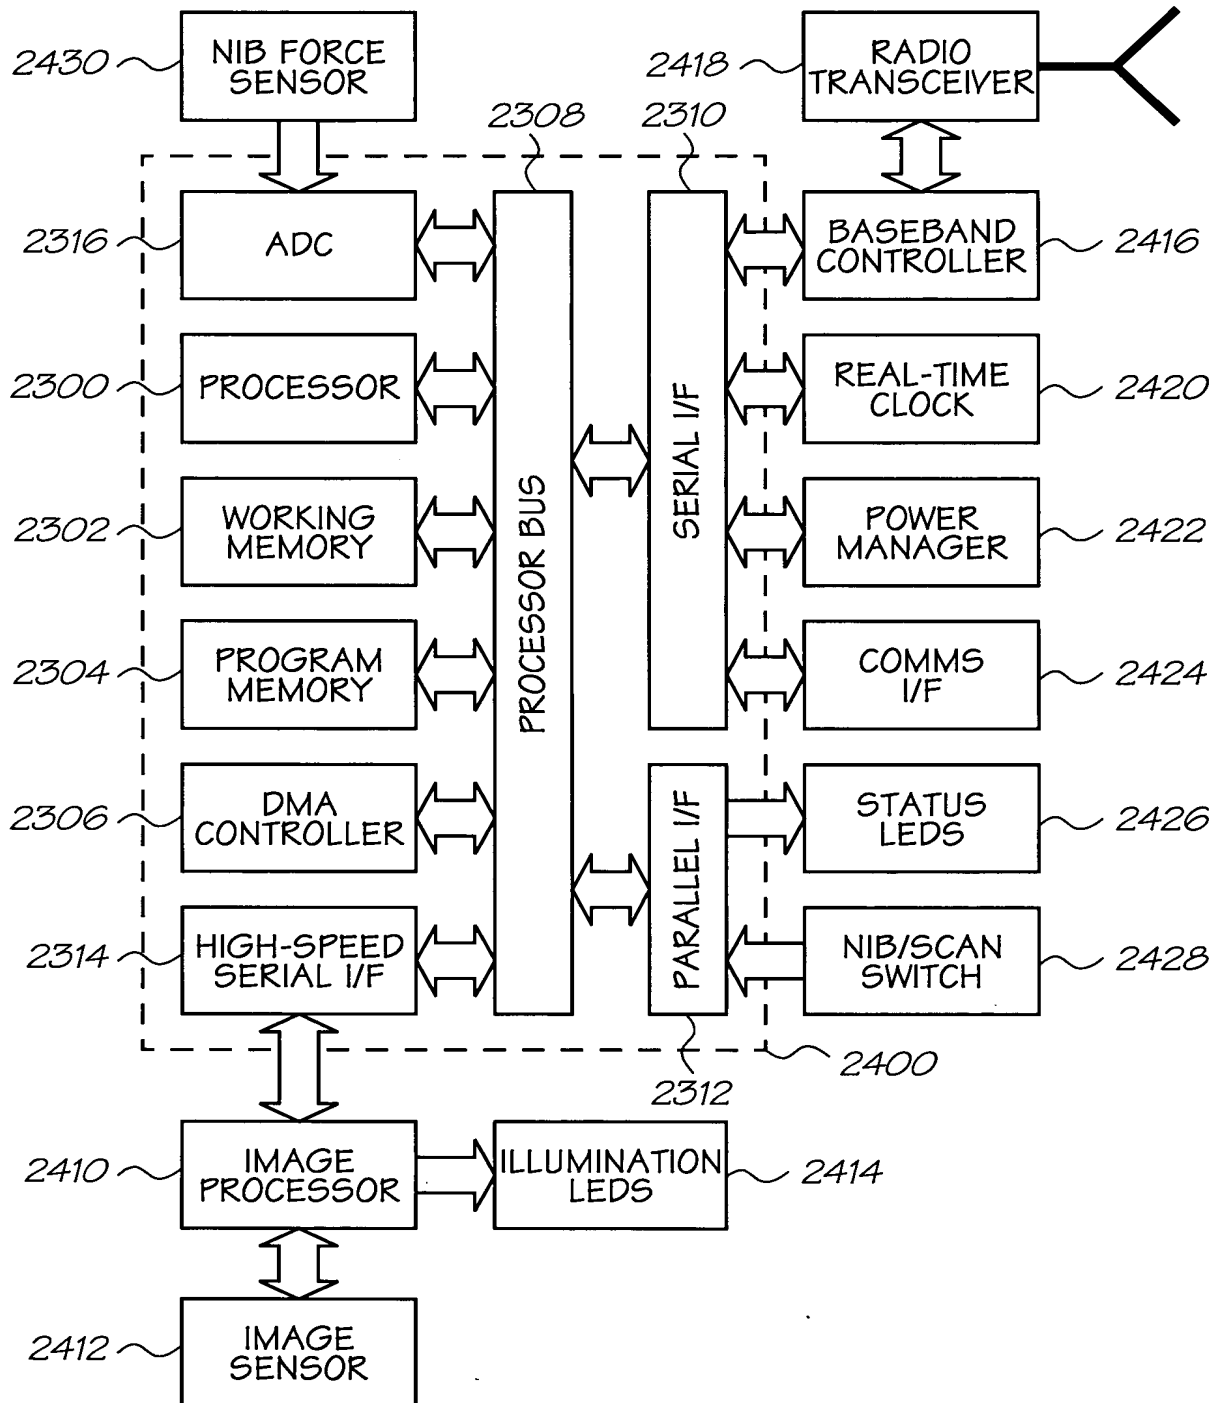 2430
NIB FORCE
SENSOR
2418
RADIO
TRANSCEIVER
2308
2310
2316
ADC
BASEBAND
CONTROLLER
2416
2300
PROCESSOR
REAL-TIME
CLOCK
2420
2302
WORKING
MEMORY
PROCESSOR BUS
SERIAL I/F
POWER
MANAGER
2422
2304
PROGRAM
MEMORY
COMMS
I/F
2424
2306
DMA
CONTROLLER
PARALLEL I/F
STATUS
LEDS
2426
2314
HIGH-SPEED
SERIAL I/F
NIB/SCAN
SWITCH
2428
2312
2400
2410
IMAGE
PROCESSOR
ILLUMINATION
LEDS
2414
2412
IMAGE
SENSOR